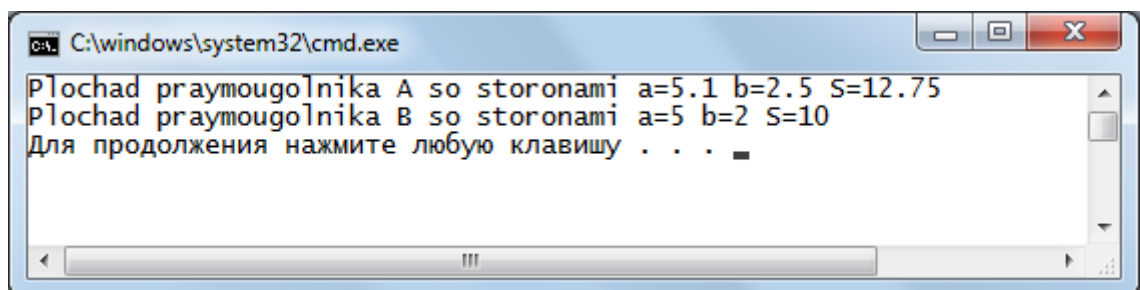 C:\windows\system32\cmd.exe
Plochad praymougolnika A so storonami a=5.1 b=2.5 S=12.75
Plochad praymougolnika B so storonami a=5 b=2 S=10
Для продолжения нажмите любую клавишу . . .